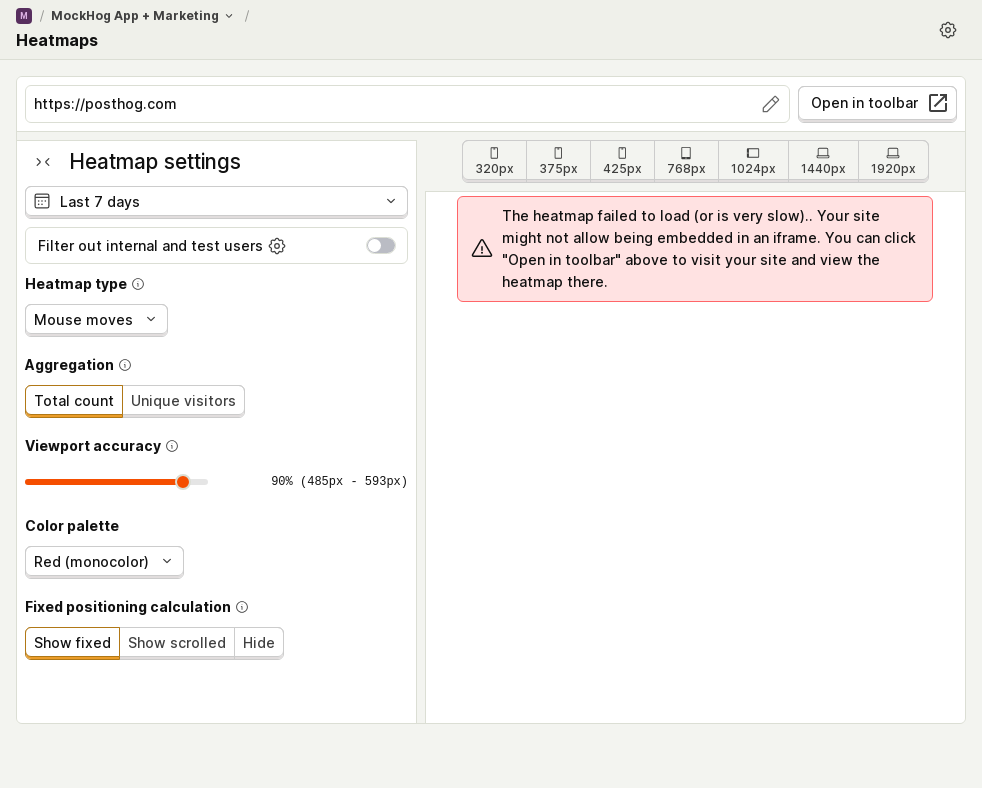 M / MockHog App + Marketing /
Heatmaps
https://posthog.com
Open in toolbar
Heatmap settings
Last 7 days
Filter out internal and test users
Heatmap type
Mouse moves
Aggregation
Total count Unique visitors
Viewport accuracy
90% (485px - 593px)
Color palette
Red (monocolor)
Fixed positioning calculation
Show fixed Show scrolled Hide
320px 375px 425px 768px 1024px 1440px 1920px
The heatmap failed to load (or is very slow).. Your site
might not allow being embedded in an iframe. You can click
"Open in toolbar" above to visit your site and view the
heatmap there.